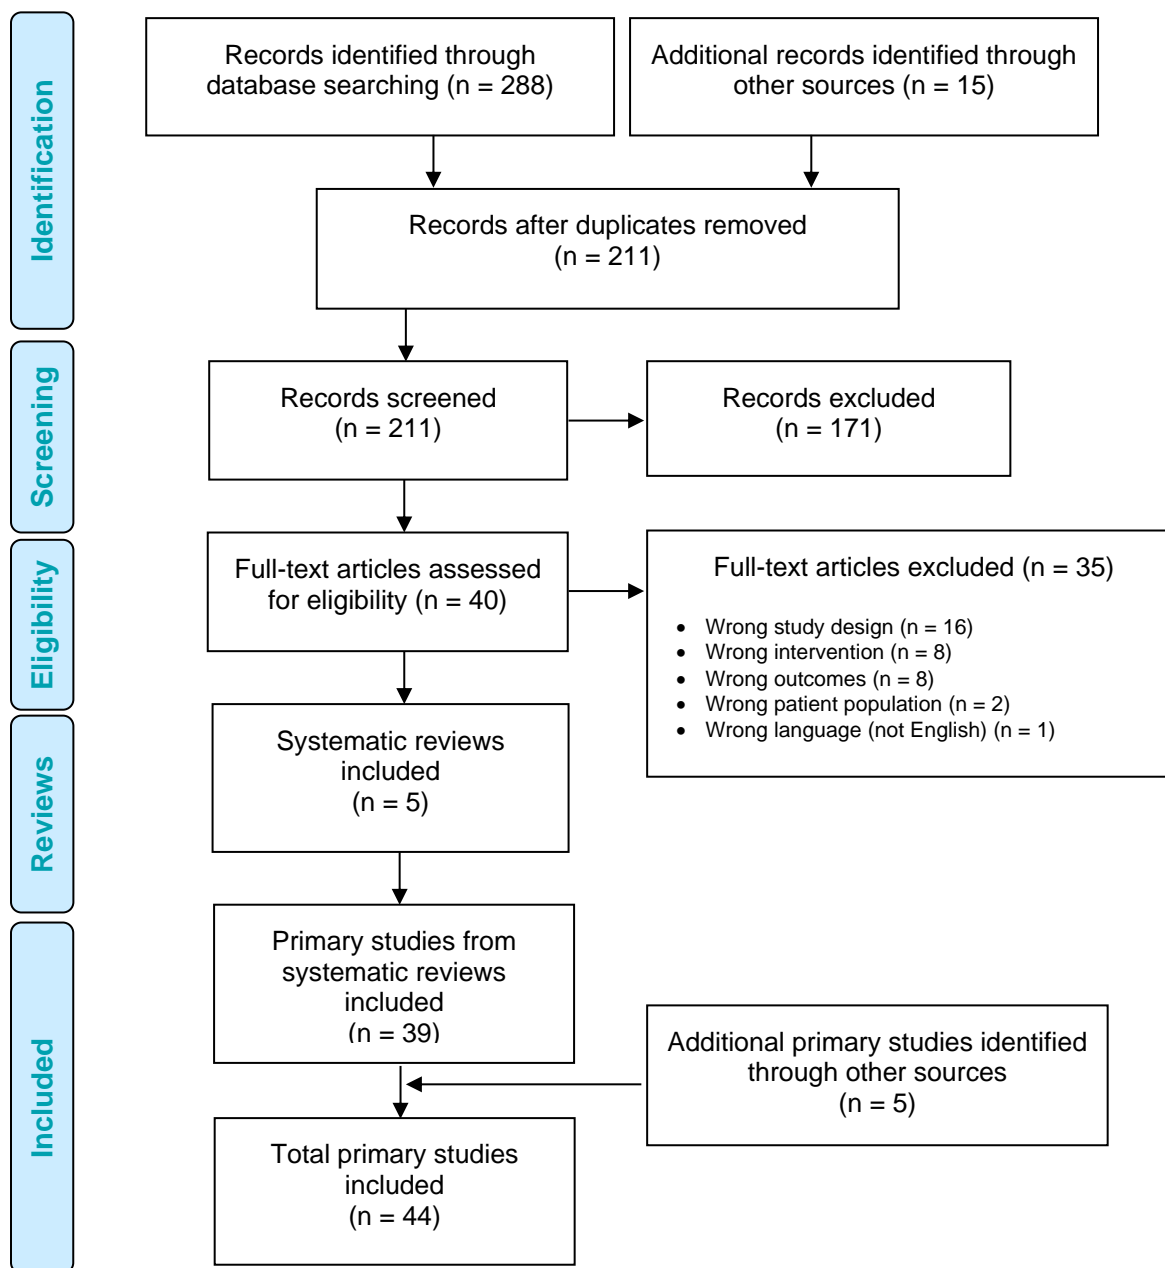 Identification
Records identified through
database searching (n = 288)
Additional records identified through
other sources (n = 15)
Records after duplicates removed
(n = 211)
Screening
Records screened
(n = 211)
Records excluded
(n = 171)
Eligibility
Full-text articles assessed
for eligibility (n = 40)
Full-text articles excluded (n = 35)
• Wrong study design (n = 16)
• Wrong intervention (n = 8)
• Wrong outcomes (n = 8)
• Wrong patient population (n = 2)
• Wrong language (not English) (n = 1)
Reviews
Systematic reviews
included
(n = 5)
Included
Primary studies from
systematic reviews
included
(n = 39)
Additional primary studies identified
through other sources
(n = 5)
Total primary studies
included
(n = 44)